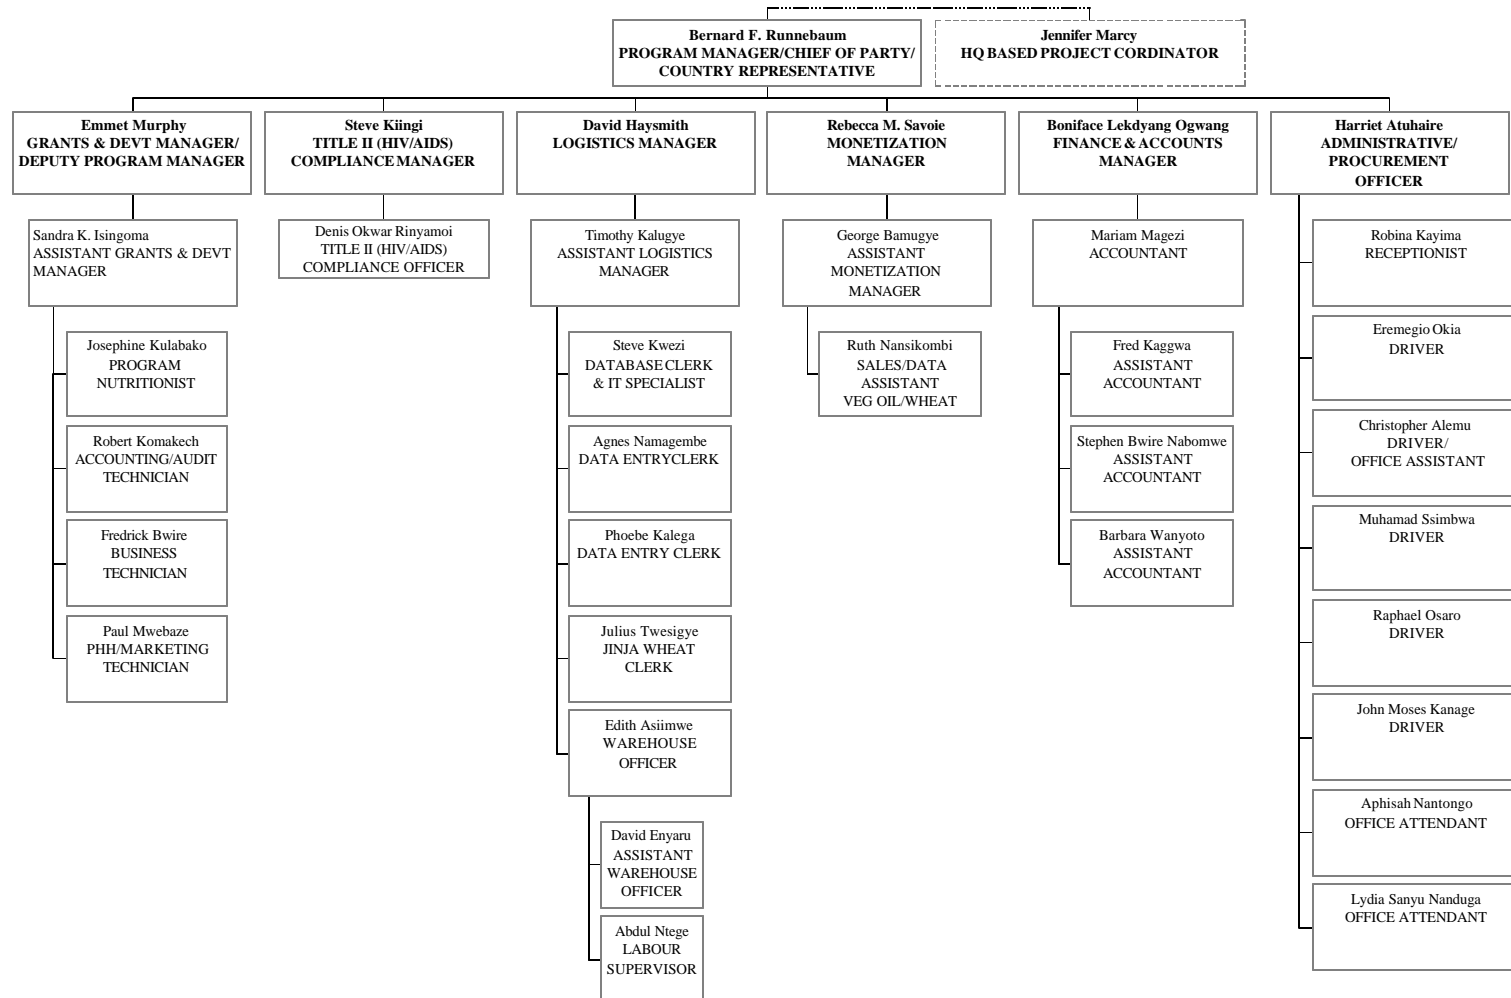 Bernard F. Runnebaum
PROGRAM MANAGER/CHIEF OF PARTY/
COUNTRY REPRESENTATIVE
Jennifer Marcy
HQ BASED PROJECT CORDINATOR
Emmet Murphy
GRANTS & DEVT MANAGER/
DEPUTY PROGRAM MANAGER
Steve Kiingi
TITLE II (HIV/AIDS)
COMPLIANCE MANAGER
David Haysmith
LOGISTICS MANAGER
Rebecca M. Savoie
MONETIZATION
MANAGER
Boniface Lekdyang Ogwang
FINANCE & ACCOUNTS
MANAGER
Harriet Atuhaire
ADMINISTRATIVE/
PROCUREMENT
OFFICER
Sandra K. Isingoma
ASSISTANT GRANTS & DEVT
MANAGER
Josephine Kulabako
PROGRAM
NUTRITIONIST
Robert Komakech
ACCOUNTING/AUDIT
TECHNICIAN
Fredrick Bwire
BUSINESS
TECHNICIAN
Paul Mwebaze
PHH/MARKETING
TECHNICIAN
Denis Okwar Rinyamoi
TITLE II (HIV/AIDS)
COMPLIANCE OFFICER
Timothy Kalugye
ASSISTANT LOGISTICS
MANAGER
Steve Kwezi
DATABASE CLERK
& IT SPECIALIST
Agnes Namagembe
DATA ENTRYCLERK
Phoebe Kalega
DATA ENTRY CLERK
Julius Twesigye
JINJA WHEAT
CLERK
Edith Asiimwe
WAREHOUSE
OFFICER
David Enyaru
ASSISTANT
WAREHOUSE
OFFICER
Abdul Ntege
LABOUR
SUPERVISOR
George Bamugye
ASSISTANT
MONETIZATION
MANAGER
Ruth Nansikombi
SALES/DATA
ASSISTANT
VEG OIL/WHEAT
Mariam Magezi
ACCOUNTANT
Fred Kaggwa
ASSISTANT
ACCOUNTANT
Stephen Bwire Nabomwe
ASSISTANT
ACCOUNTANT
Barbara Wanyoto
ASSISTANT
ACCOUNTANT
Robina Kayima
RECEPTIONIST
Eremegio Okia
DRIVER
Christopher Alemu
DRIVER/
OFFICE ASSISTANT
Muhamad Ssimbwa
DRIVER
Raphael Osaro
DRIVER
John Moses Kanage
DRIVER
Aphisah Nantongo
OFFICE ATTENDANT
Lydia Sanyu Nanduga
OFFICE ATTENDANT